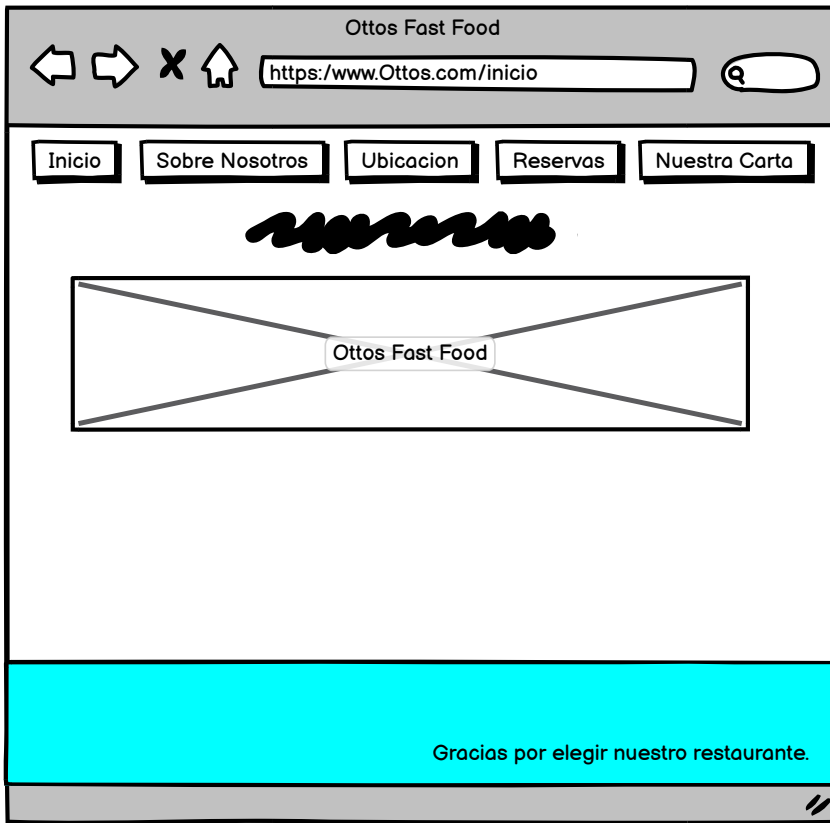 Ottos Fast Food
https:/www.Ottos.com/inicio
Inicio Sobre Nosotros Ubicacion Reservas Nuestra Carta
Ottos Fast Food
Gracias por elegir nuestro restaurante.